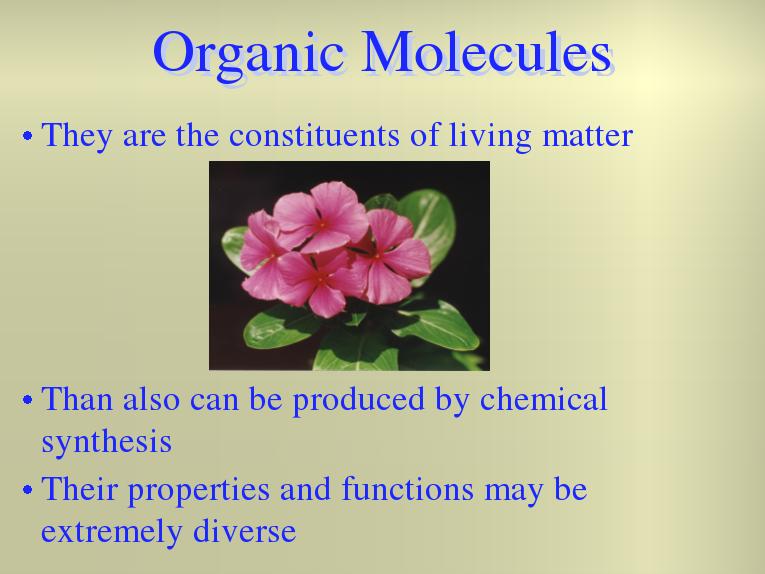 Organic Molecules
• They are the constituents of living matter
• Than also can be produced by chemical
synthesis
• Their properties and functions may be
extremely diverse